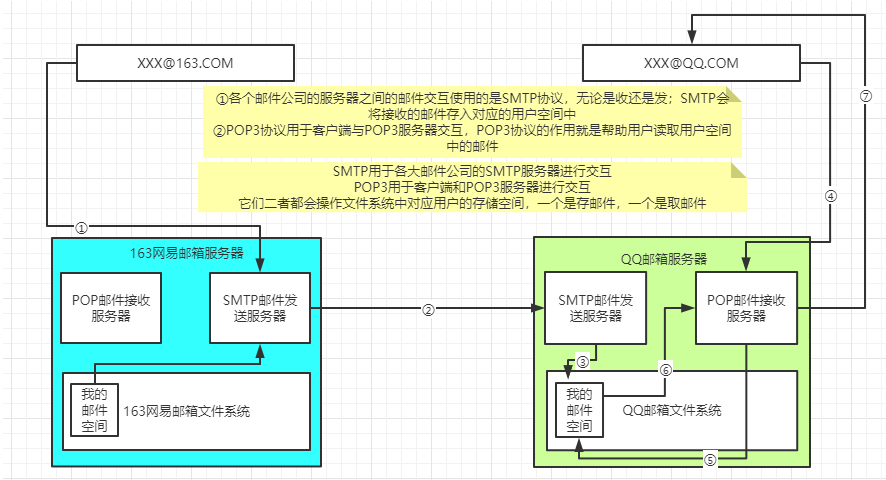 XXX@163.COM
XXX@QQ.COM
①各个邮件公司的服务器之间的邮件交互使用的是SMTP协议，无论是收还是发；SMTP会
将接收的邮件存入对应的用户空间中
②POP3协议用于客户端与POP3服务器交互，POP3协议的作用就是帮助用户读取用户空间
中的邮件
SMTP用于各大邮件公司的SMTP服务器进行交互
POP3用于客户端和POP3服务器进行交互
它们二者都会操作文件系统中对应用户的存储空间，一个是存邮件，一个是取邮件
⑦
④
①
163网易邮箱服务器
POP邮件接收
服务器
SMTP邮件发
送服务器
我的
邮件
空间
163网易邮箱文件系统
②
QQ邮箱服务器
SMTP邮件发
送服务器
POP邮件接收
服务器
③
⑥
我的
邮件
空间
QQ邮箱文件系统
⑤